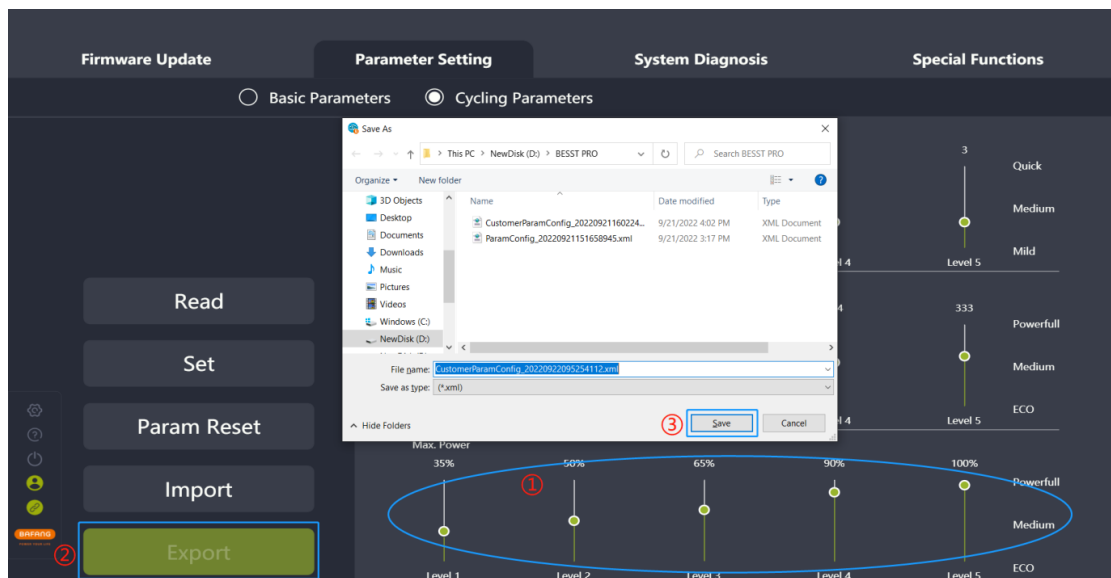 Firmware Update Parameter Setting System Diagnosis Special Functions
Basic Parameters Cycling Parameters
Save As
This PC > NewDisk (D:) > BESST PRO Search BESST PRO
Organize New folder
3D Objects
Desktop
Documents
Downloads
Music
Pictures
Videos
Windows (C:)
NewDisk (D:)
Name Date modified Type
CustomerParamConfig_20220921160224... 9/21/2022 4:02 PM XML Document
ParamConfig_20220921151658945.xml 9/21/2022 3:17 PM XML Document
File name: CustomerParamConfig_20220922095254112.xml
Save as type: (*.xml)
Hide Folders ③ Save Cancel
3
Quick
Medium
Mild
l 4 Level 5
4 333
Powerfull
Medium
ECO
l 4 Level 5
Read
Set
Param Reset
Import
② Export
BAFANG
Max. Power
35% 50% 65% 90% 100%
①
Powerfull
Medium
ECO
Level 1 Level 2 Level 3 Level 4 Level 5